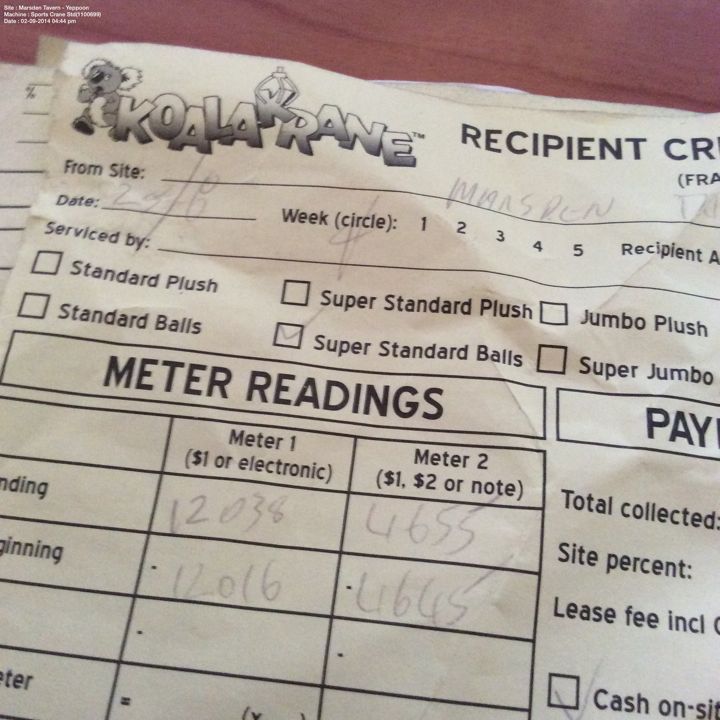 Site : Marsden Tavern - Yeppoon
Machine : Sports Crane Std(1100699)
Date : 02-09-2014 04:44 pm
%
KOALA KRANE™
RECIPIENT CR
(FRA
From Site: MARSDEN TA
Date: Week (circle): 1 2 3 4 5 Recipient A
Serviced by:
Standard Plush Super Standard Plush Jumbo Plush
Standard Balls Super Standard Balls Super Jumbo
METER READINGS PAY
Meter 1 Meter 2
($1 or electronic) ($1, $2 or note)
nding 12038 4655 Total collected:
ginning - 12016 - 4645 Site percent:
Lease fee incl
- -
eter = (x Cash on-sit